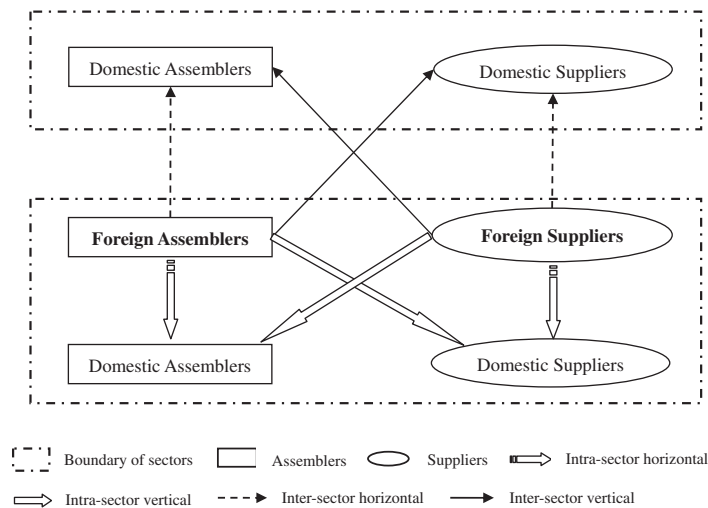 Domestic Assemblers
Domestic Suppliers
Foreign Assemblers
Foreign Suppliers
Domestic Assemblers
Domestic Suppliers
Boundary of sectors
Assemblers
Suppliers
Intra-sector horizontal
Intra-sector vertical
Inter-sector horizontal
Inter-sector vertical